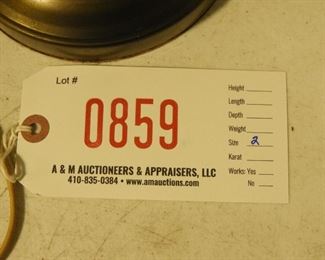 Lot #
0859
A & M AUCTIONEERS & APPRAISERS, LLC
410-835-0384 • www.amauctions.com
Height
Length
Depth
Weight
Size 2
Karat
Works: Yes
No